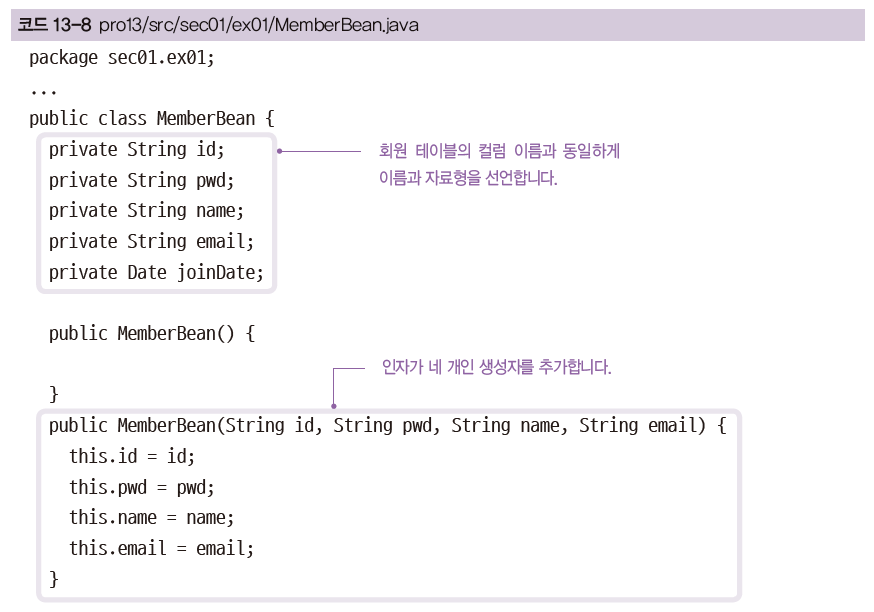 코드 13-8 pro13/src/sec01/ex01/MemberBean.java
package sec01.ex01;
...
public class MemberBean {
private String id;
회원 테이블의 컬럼 이름과 동일하게
이름과 자료형을 선언합니다.
private String pwd;
private String name;
private String email;
private Date joinDate;
public MemberBean() {
인자가 네 개인 생성자를 추가합니다.
}
public MemberBean(String id, String pwd, String name, String email) {
this.id = id;
this.pwd = pwd;
this.name = name;
this.email = email;
}